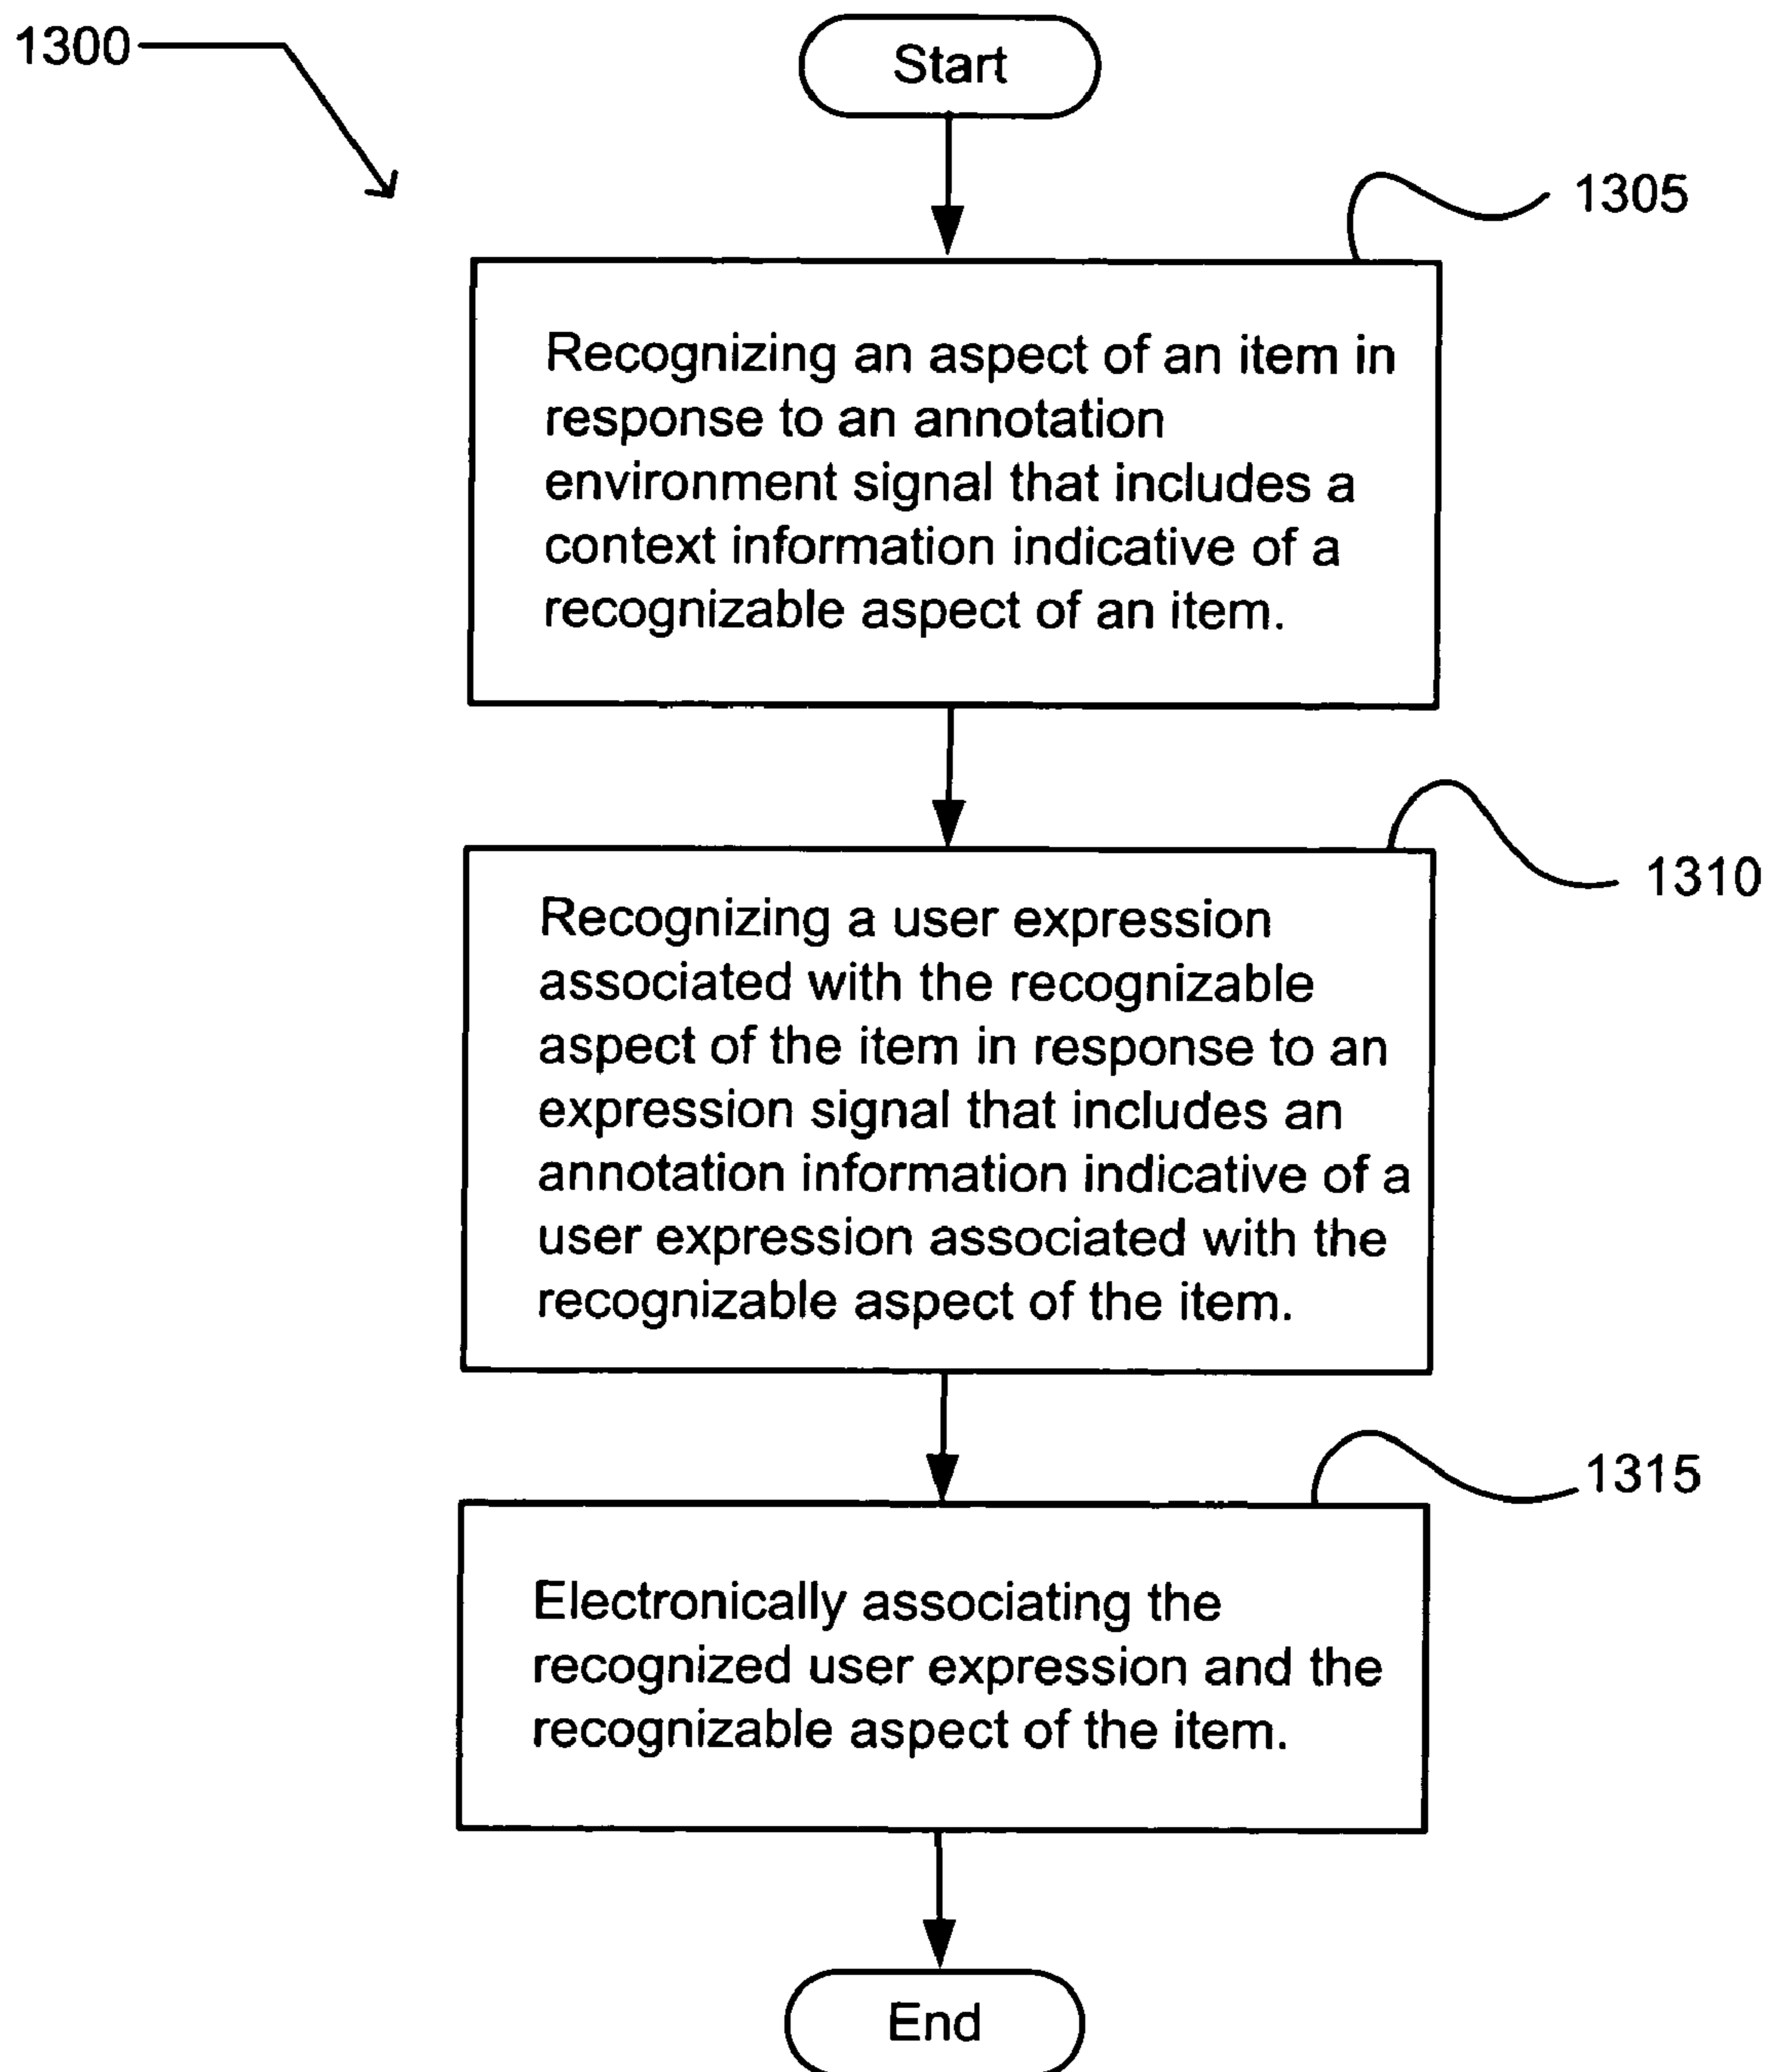 1300
Start
1305
Recognizing an aspect of an item in
response to an annotation
environment signal that includes a
context information indicative of a
recognizable aspect of an item.
1310
Recognizing a user expression
associated with the recognizable
aspect of the item in response to an
expression signal that includes an
annotation information indicative of a
user expression associated with the
recognizable aspect of the item.
1315
Electronically associating the
recognized user expression and the
recognizable aspect of the item.
End